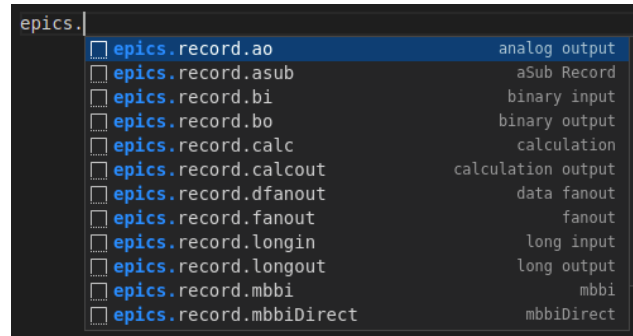 epics.
epics.record.ao analog output
epics.record.asub aSub Record
epics.record.bi binary input
epics.record.bo binary output
epics.record.calc calculation
epics.record.calcout calculation output
epics.record.dfanout data fanout
epics.record.fanout fanout
epics.record.longin long input
epics.record.longout long output
epics.record.mbbi mbbi
epics.record.mbbiDirect mbbiDirect